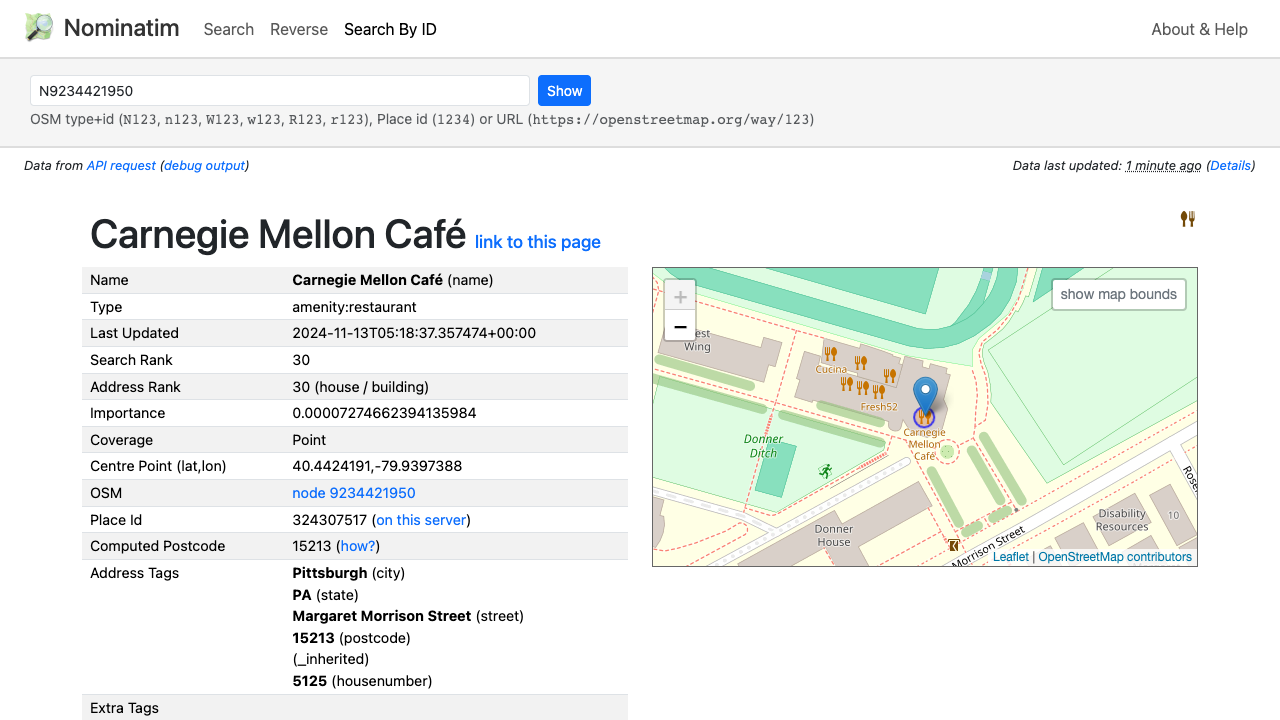 Nominatim Search Reverse Search By ID About & Help
N9234421950 Show
OSM type+id (N123, n123, W123, w123, R123, r123), Place id (1234) or URL (https://openstreetmap.org/way/123)
Data from API request (debug output) Data last updated: 1 minute ago (Details)
Carnegie Mellon Café link to this page
Name Carnegie Mellon Café (name)
Type amenity:restaurant
Last Updated 2024-11-13T05:18:37.357474+00:00
Search Rank 30
Address Rank 30 (house / building)
Importance 0.00007274662394135984
Coverage Point
Centre Point (lat,lon) 40.4424191,-79.9397388
OSM node 9234421950
Place Id 324307517 (on this server)
Computed Postcode 15213 (how?)
Address Tags Pittsburgh (city)
PA (state)
Margaret Morrison Street (street)
15213 (postcode)
(_inherited)
5125 (housenumber)
Extra Tags
+
−
show map bounds
Wing
Cucina
Fresh52
Carnegie
Mellon
Café
Donner
Ditch
Donner
House
Disability
Resources
10
Morrison Street
Leaflet | OpenStreetMap contributors